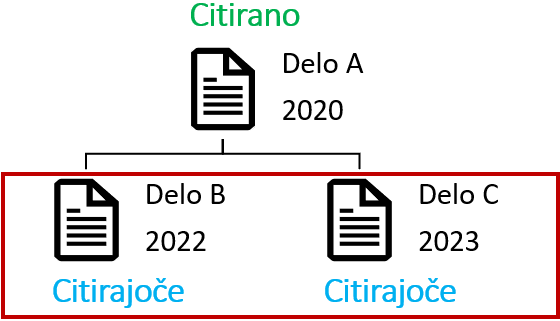 Citirano
Delo A
2020
Delo B
2022
Citirajoče
Delo C
2023
Citirajoče